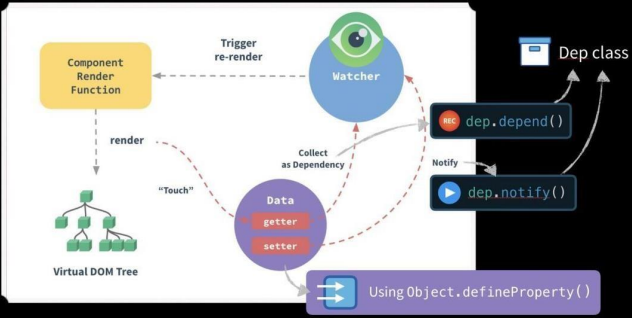 Trigger
re-render
Component
Render
Function
Watcher
Dep class
REC
dep.depend()
render
Collect
as Dependency
Notify
"Touch"
dep.notify()
Data
getter
setter
Virtual DOM Tree
Using Object.defineProperty()